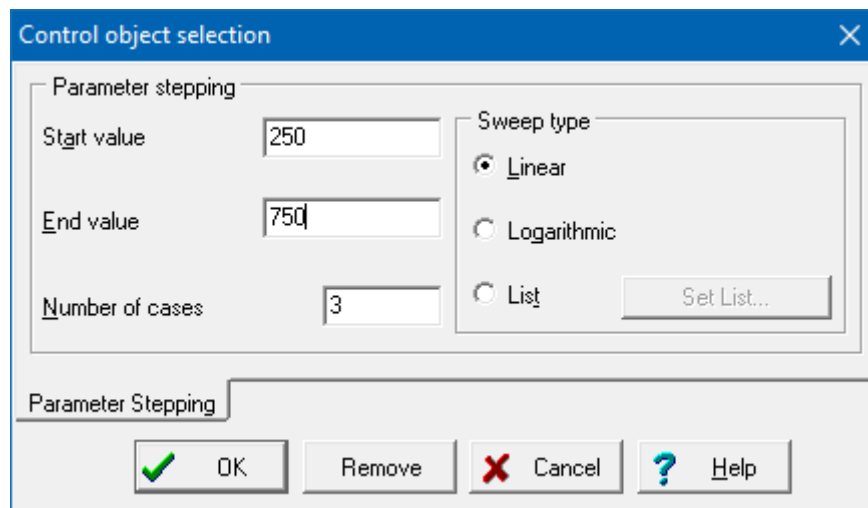 Control object selection
Parameter stepping
Start value
250
End value
750
Number of cases
3
Sweep type
Linear
Logarithmic
List
Set List...
Parameter Stepping
OK
Remove
Cancel
? Help